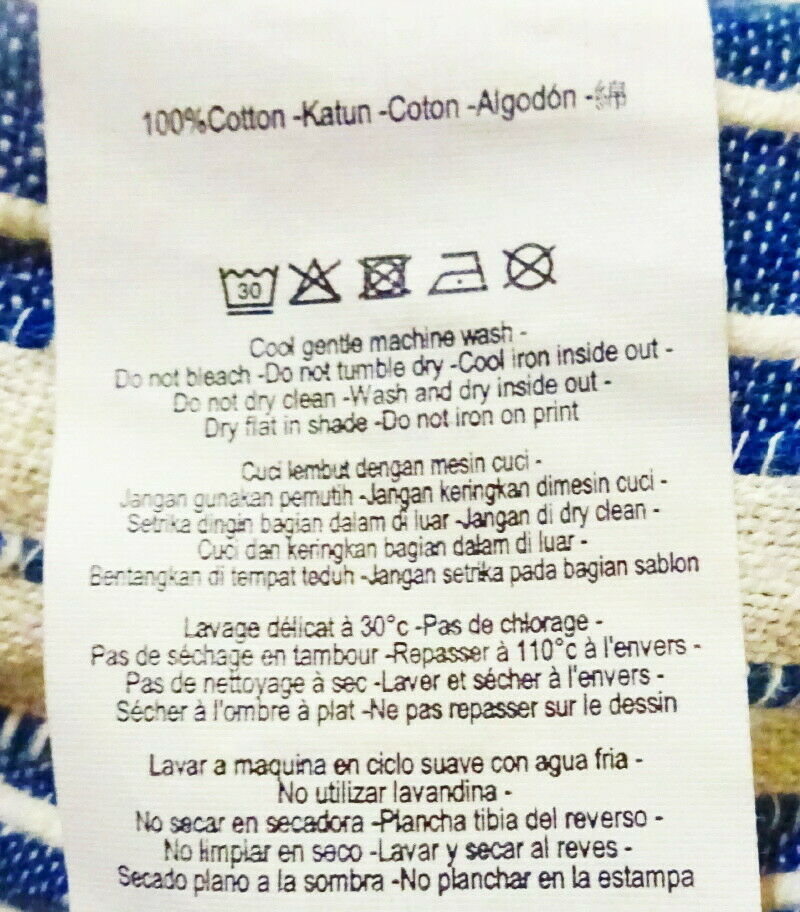 100%Cotton -Katun -Coton -Algodón -綿
30
Cool gentle machine wash -
Do not bleach -Do not tumble dry -Cool iron inside out -
Do not dry clean -Wash and dry inside out -
Dry flat in shade -Do not iron on print
Cuci lembut dengan mesin cuci -
Jangan gunakan pemutih -Jangan keringkan dimesin cuci -
Setrika dingin bagian dalam di luar -Jangan di dry clean -
Cuci dan keringkan bagian dalam di luar -
Bentangkan di tempat teduh -Jangan setrika pada bagian sablon
Lavage délicat à 30°c -Pas de chlorage -
Pas de séchage en tambour -Repasser à 110°c à l'envers -
Pas de nettoyage à sec -Laver et sécher à l'envers -
Sécher à l'ombre à plat -Ne pas repasser sur le dessin
Lavar a maquina en ciclo suave con agua fria -
No utilizar lavandina -
No secar en secadora -Plancha tibia del reverso -
No limpiar en seco -Lavar y secar al reves -
Secado plano a la sombra -No planchar en la estampa